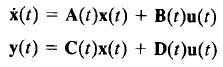 ẋ(t) = A(t)x(t) + B(t)u(t)
y(t) = C(t)x(t) + D(t)u(t)